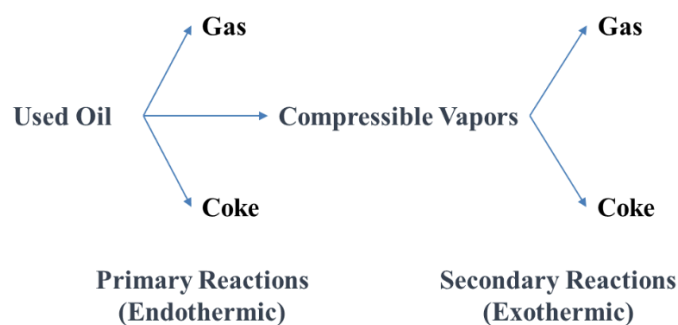 Gas
Gas
Used Oil
Compressible Vapors
Coke
Coke
Primary Reactions
(Endothermic)
Secondary Reactions
(Exothermic)